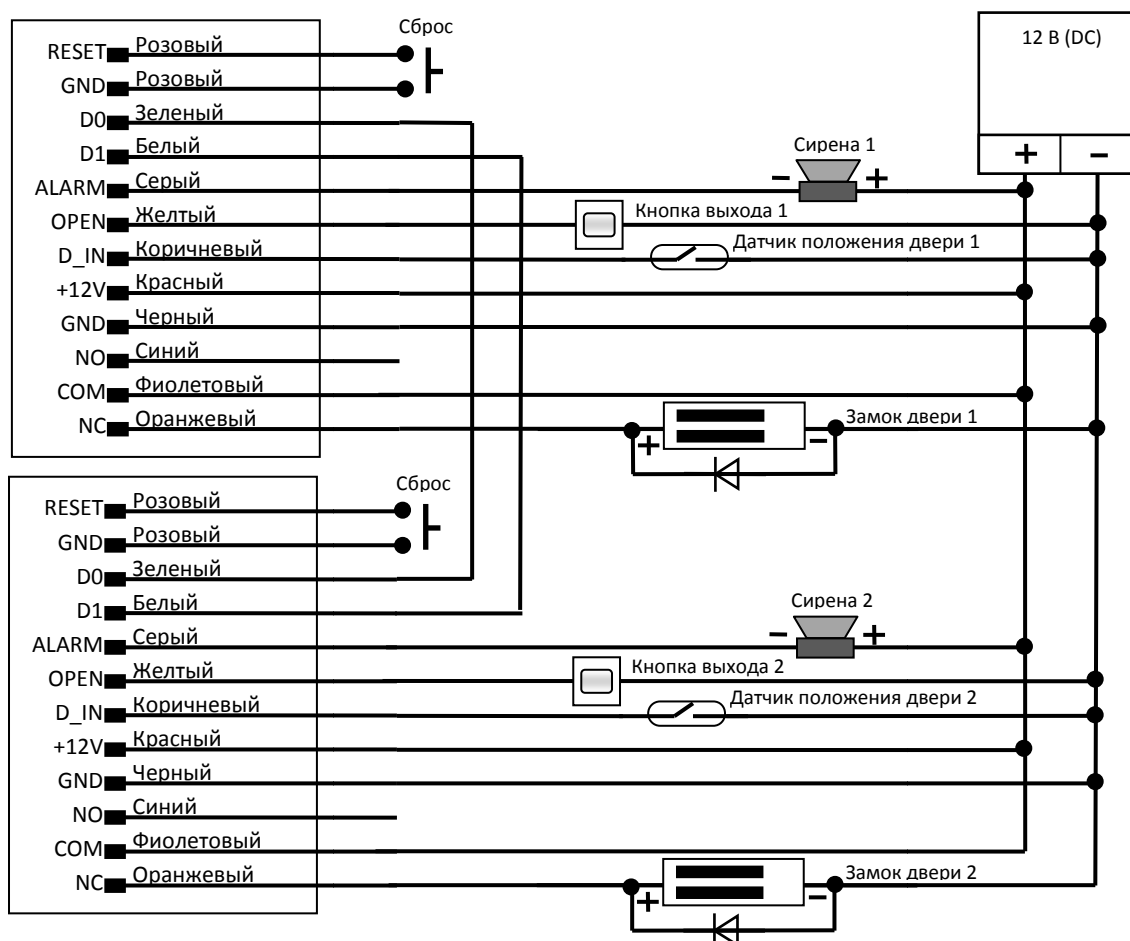 Сброс
12 В (DC)
RESET Розовый
GND Розовый
D0 Зеленый
D1 Белый
Сирена 1
+ -
ALARM Серый - +
OPEN Желтый Кнопка выхода 1
D_IN Коричневый Датчик положения двери 1
+12V Красный
GND Черный
NO Синий
COM Фиолетовый
NC Оранжевый Замок двери 1
+ -
Сброс
RESET Розовый
GND Розовый
D0 Зеленый
D1 Белый
Сирена 2
ALARM Серый - +
OPEN Желтый Кнопка выхода 2
D_IN Коричневый Датчик положения двери 2
+12V Красный
GND Черный
NO Синий
COM Фиолетовый
NC Оранжевый Замок двери 2
+ -